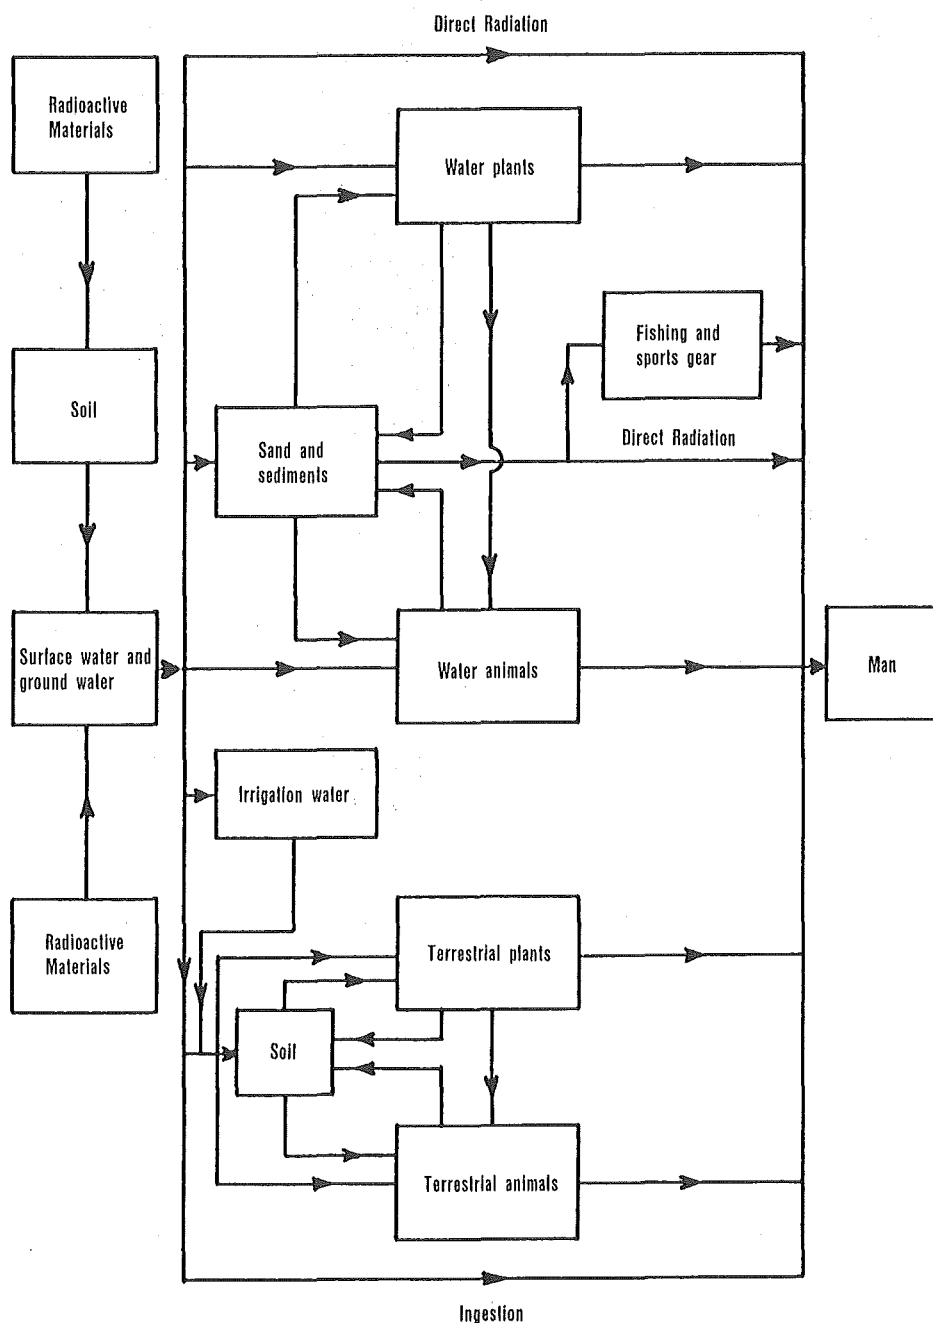 Direct Radiation
Radioactive
Materials
Water plants
Fishing and
sports gear
Soil
Direct Radiation
Sand and
sediments
Surface water and
ground water
Water animals
Man
Irrigation water
Radioactive
Materials
Terrestrial plants
Soil
Terrestrial animals
Ingestion